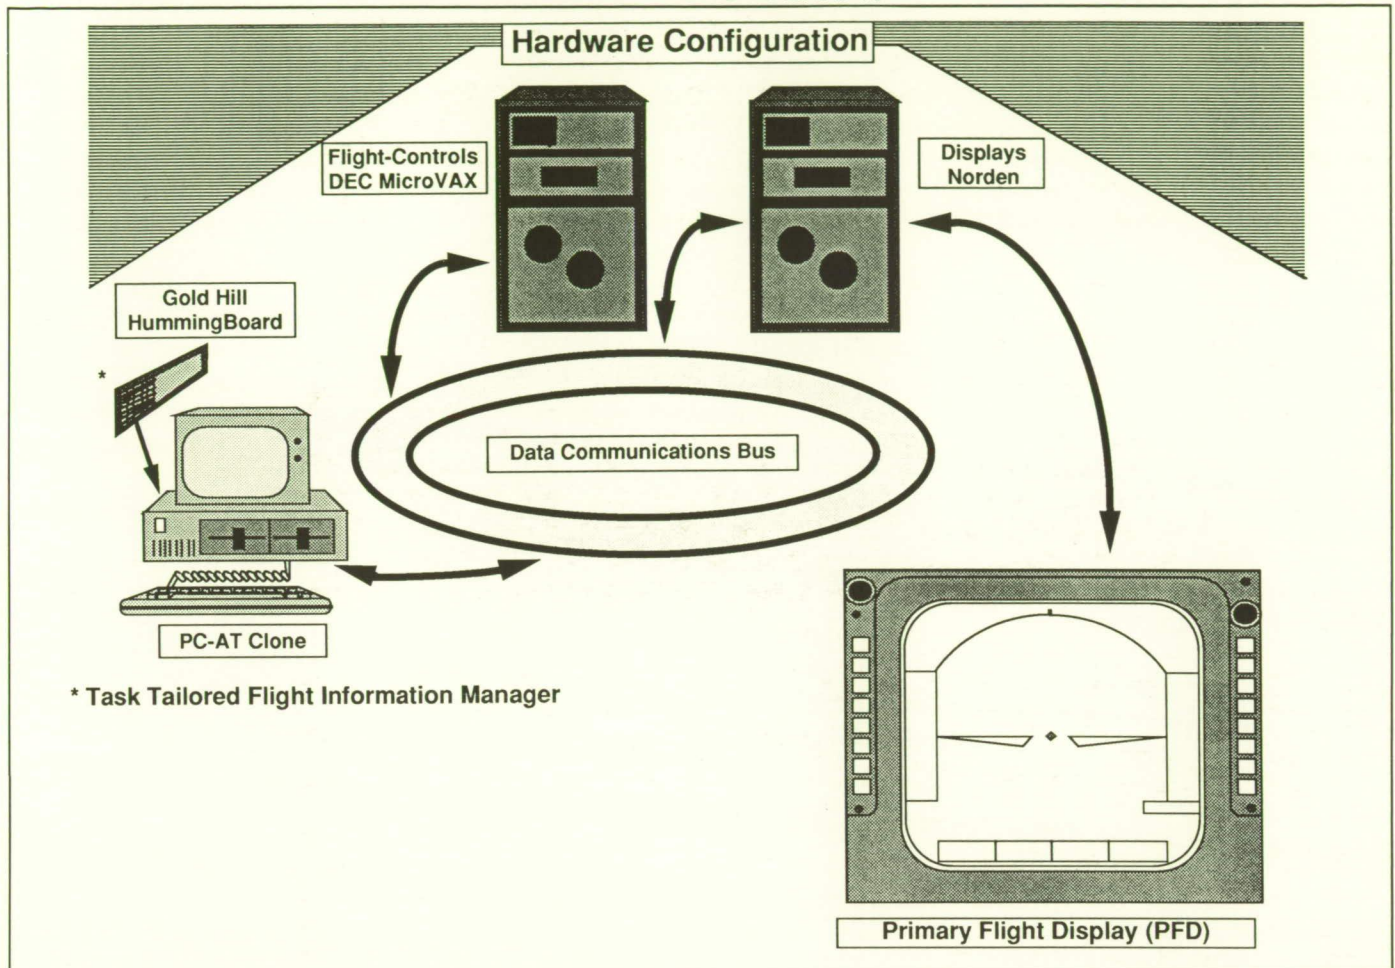 Hardware Configuration
Flight-Controls
DEC MicroVAX
Displays
Norden
Gold Hill
HummingBoard
*
Data Communications Bus
PC-AT Clone
* Task Tailored Flight Information Manager
Primary Flight Display (PFD)